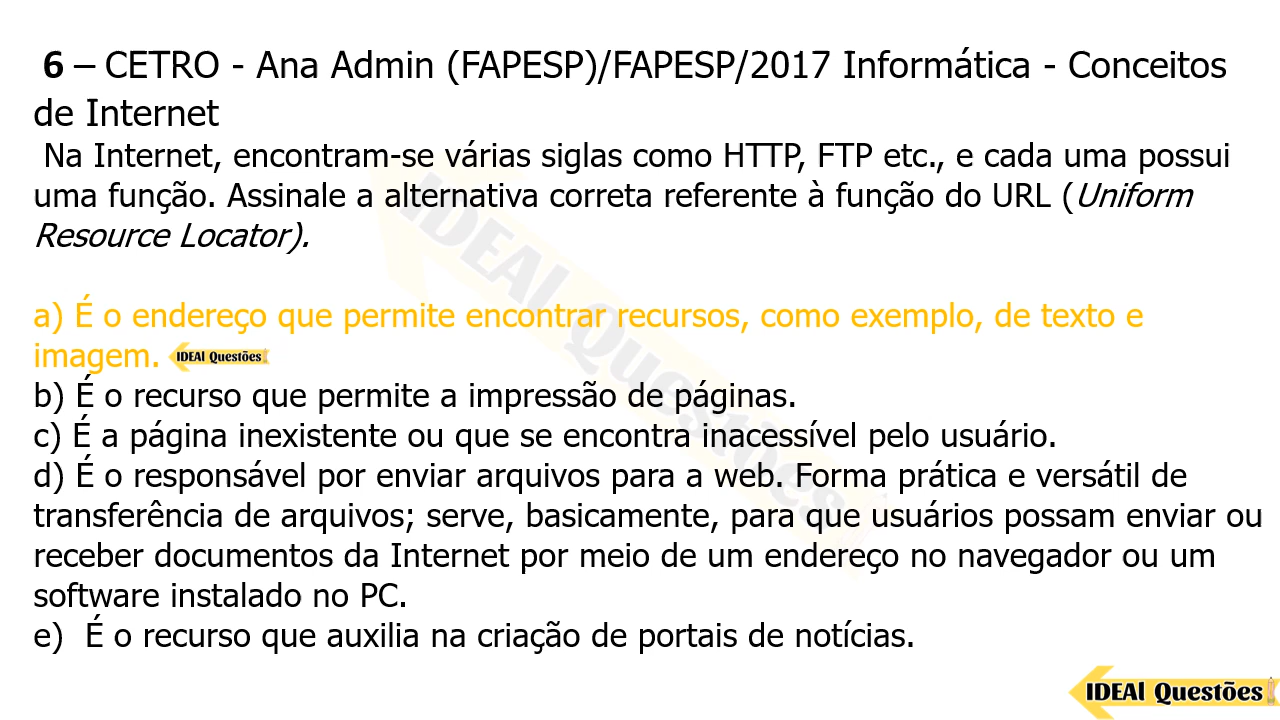 6 – CETRO - Ana Admin (FAPESP)/FAPESP/2017 Informática - Conceitos
de Internet
Na Internet, encontram-se várias siglas como HTTP, FTP etc., e cada uma possui
uma função. Assinale a alternativa correta referente à função do URL (Uniform
Resource Locator).
a) É o endereço que permite encontrar recursos, como exemplo, de texto e
imagem.
IDEAl Questões
b) É o recurso que permite a impressão de páginas.
c) É a página inexistente ou que se encontra inacessível pelo usuário.
d) É o responsável por enviar arquivos para a web. Forma prática e versátil de
transferência de arquivos; serve, basicamente, para que usuários possam enviar ou
receber documentos da Internet por meio de um endereço no navegador ou um
software instalado no PC.
e)  É o recurso que auxilia na criação de portais de notícias.
IDEAl Questões
IDEAl Questões